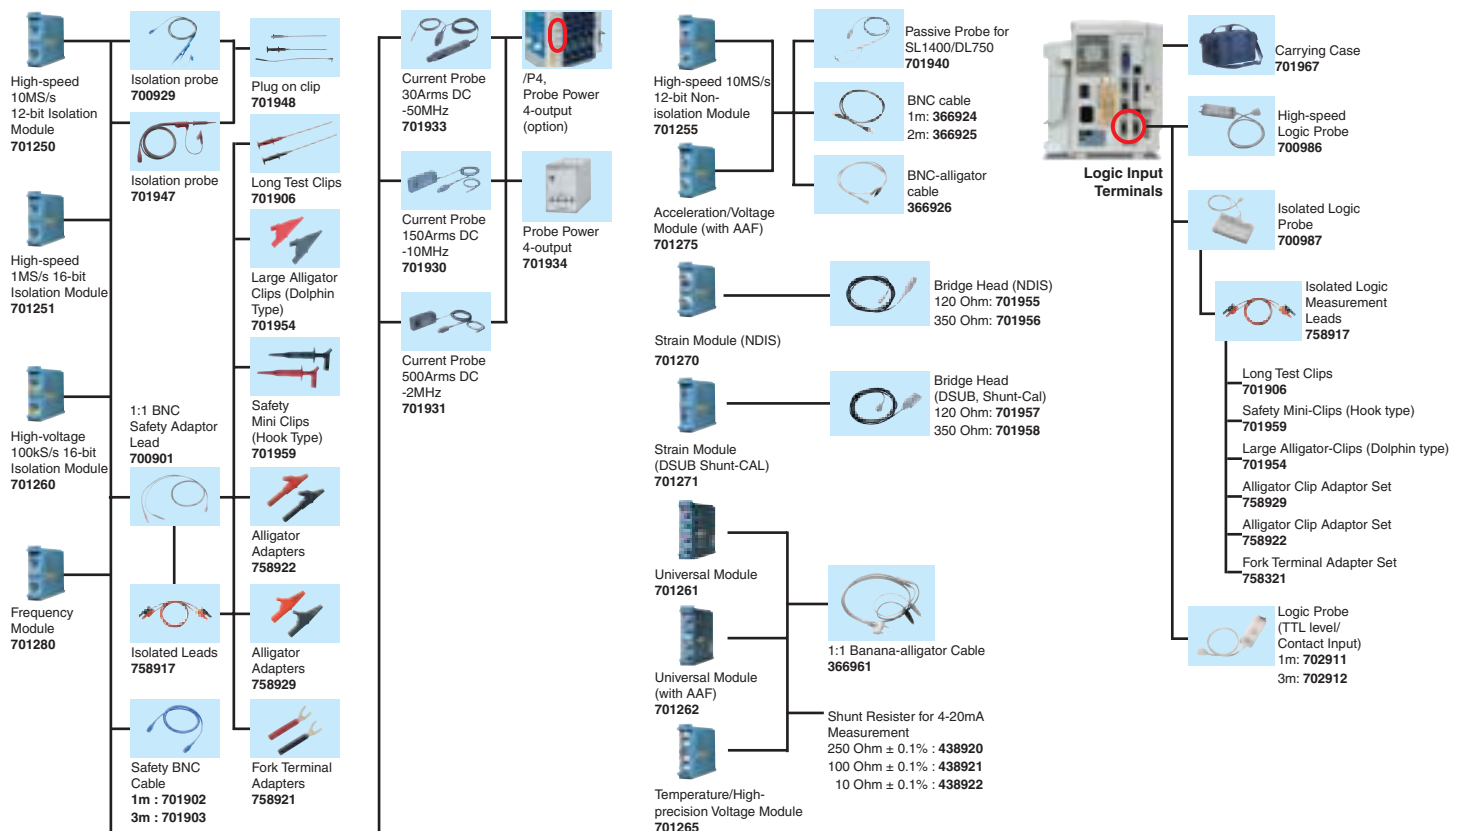 High-speed
10MS/s
12-bit Isolation
Module
701250
High-speed
1MS/s 16-bit
Isolation Module
701251
High-voltage
100kS/s 16-bit
Isolation Module
701260
Frequency
Module
701280
Isolation probe
700929
Isolation probe
701947
1:1 BNC
Safety Adaptor
Lead
700901
Isolated Leads
758917
Safety BNC
Cable
1m : 701902
3m : 701903
Plug on clip
701948
Long Test Clips
701906
Large Alligator
Clips (Dolphin
Type)
701954
Safety
Mini Clips
(Hook Type)
701959
Alligator
Adapters
758922
Alligator
Adapters
758929
Fork Terminal
Adapters
758921
Current Probe
30Arms DC
-50MHz
701933
Current Probe
150Arms DC
-10MHz
701930
Current Probe
500Arms DC
-2MHz
701931
/P4,
Probe Power
4-output
(option)
Probe Power
4-output
701934
High-speed 10MS/s
12-bit Non-
isolation Module
701255
Acceleration/Voltage
Module (with AAF)
701275
Strain Module (NDIS)
701270
Strain Module
(DSUB Shunt-CAL)
701271
Universal Module
701261
Universal Module
(with AAF)
701262
Temperature/High-
precision Voltage Module
701265
Passive Probe for
SL1400/DL750
701940
BNC cable
1m: 366924
2m: 366925
BNC-alligator
cable
366926
Bridge Head (NDIS)
120 Ohm: 701955
350 Ohm: 701956
Bridge Head
(DSUB, Shunt-Cal)
120 Ohm: 701957
350 Ohm: 701958
1:1 Banana-alligator Cable
366961
Shunt Resister for 4-20mA
Measurement
250 Ohm ± 0.1% : 438920
100 Ohm ± 0.1% : 438921
10 Ohm ± 0.1% : 438922
Logic Input
Terminals
Carrying Case
701967
High-speed
Logic Probe
700986
Isolated Logic
Probe
700987
Isolated Logic
Measurement
Leads
758917
Long Test Clips
701906
Safety Mini-Clips (Hook type)
701959
Large Alligator-Clips (Dolphin type)
701954
Alligator Clip Adaptor Set
758929
Alligator Clip Adaptor Set
758922
Fork Terminal Adapter Set
758321
Logic Probe
(TTL level/
Contact Input)
1m: 702911
3m: 702912